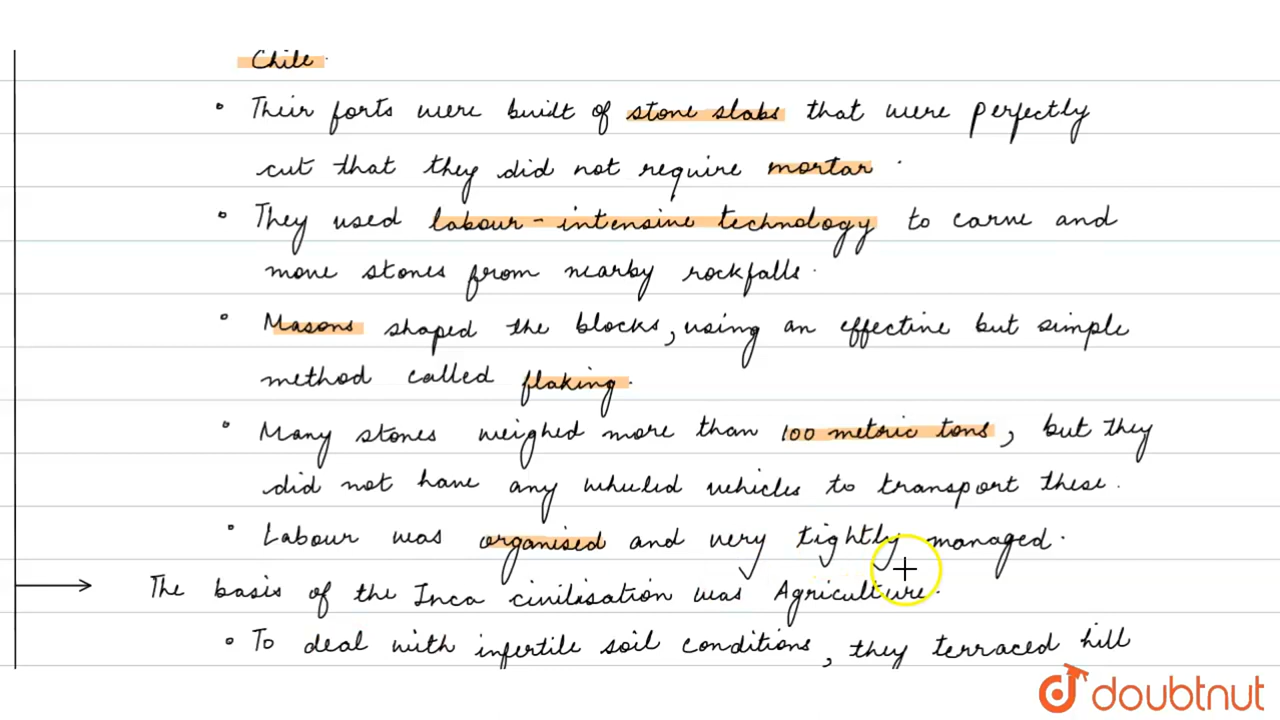 Chile.
• Their forts were built of stone slabs that were perfectly
cut that they did not require mortar.
• They used labour-intensive technology to carve and
move stones from nearby rockfalls.
• Masons shaped the blocks, using an effective but simple
method called flaking.
• Many stones weighed more than 100 metric tons, but they
did not have any wheeled vehicles to transport these.
• Labour was organised and very tightly managed.
→ The basis of the Inca civilisation was Agriculture.
• To deal with infertile soil conditions, they terraced hill
doubtnut